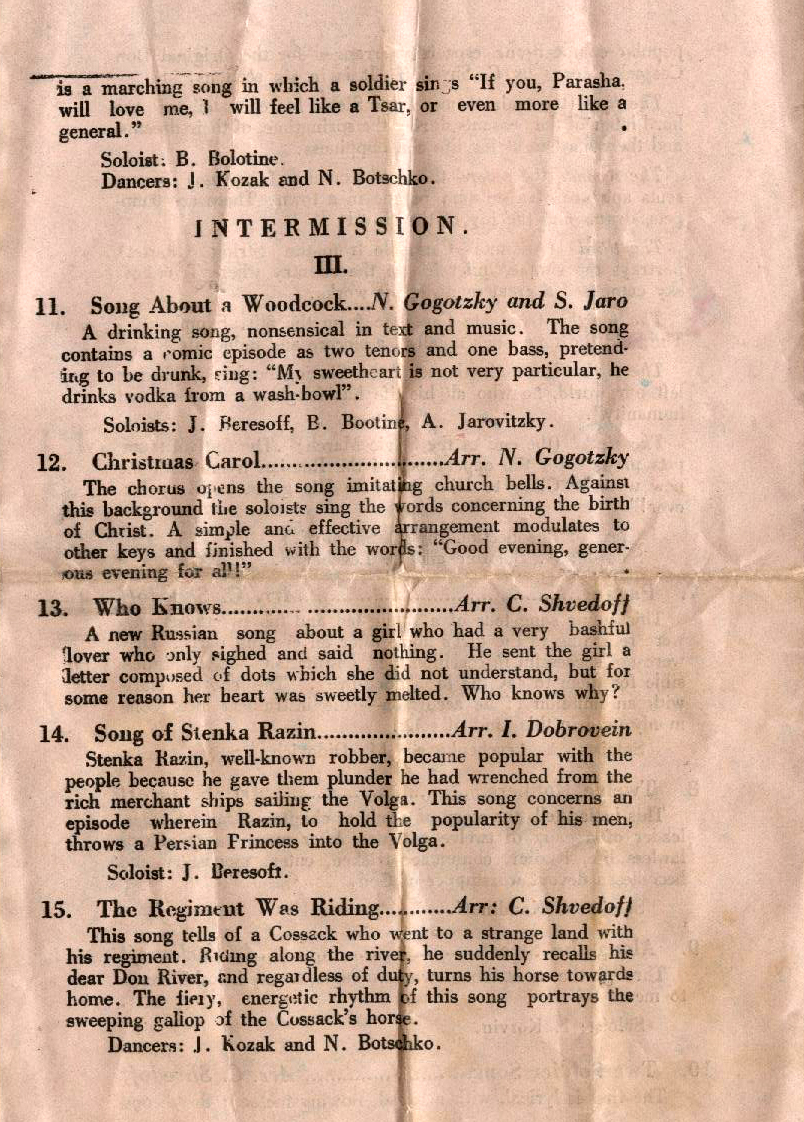 is a marching song in which a soldier sings “If you, Parasha,
will love me, I will feel like a Tsar, or even more like a
general.”
Soloist: B. Bolotine.
Dancers: J. Kozak and N. Botschko.
INTERMISSION.
III.
11. Song About a Woodcock....N. Gogotzky and S. Jaro
A drinking song, nonsensical in text and music. The song
contains a comic episode as two tenors and one bass, pretend-
ing to be drunk, sing: “My sweetheart is not very particular, he
drinks vodka from a wash-bowl”.
Soloists: J. Beresoff, B. Bootine, A. Jarovitzky.
12. Christmas Carol..............................Arr. N. Gogotzky
The chorus opens the song imitating church bells. Against
this background the soloists sing the words concerning the birth
of Christ. A simple and effective arrangement modulates to
other keys and finished with the words: “Good evening, gener-
ous evening for all!”
13. Who Knows.....................................Arr. C. Shvedoff
A new Russian song about a girl who had a very bashful
lover who only sighed and said nothing. He sent the girl a
letter composed of dots which she did not understand, but for
some reason her heart was sweetly melted. Who knows why?
14. Song of Stenka Razin......................Arr. I. Dobrovein
Stenka Razin, well-known robber, became popular with the
people because he gave them plunder he had wrenched from the
rich merchant ships sailing the Volga. This song concerns an
episode wherein Razin, to hold the popularity of his men,
throws a Persian Princess into the Volga.
Soloist: J. Beresoff.
15. The Regiment Was Riding............Arr: C. Shvedoff
This song tells of a Cossack who went to a strange land with
his regiment. Riding along the river, he suddenly recalls his
dear Don River, and regardless of duty, turns his horse towards
home. The fiery, energetic rhythm of this song portrays the
sweeping gallop of the Cossack’s horse.
Dancers: J. Kozak and N. Botschko.